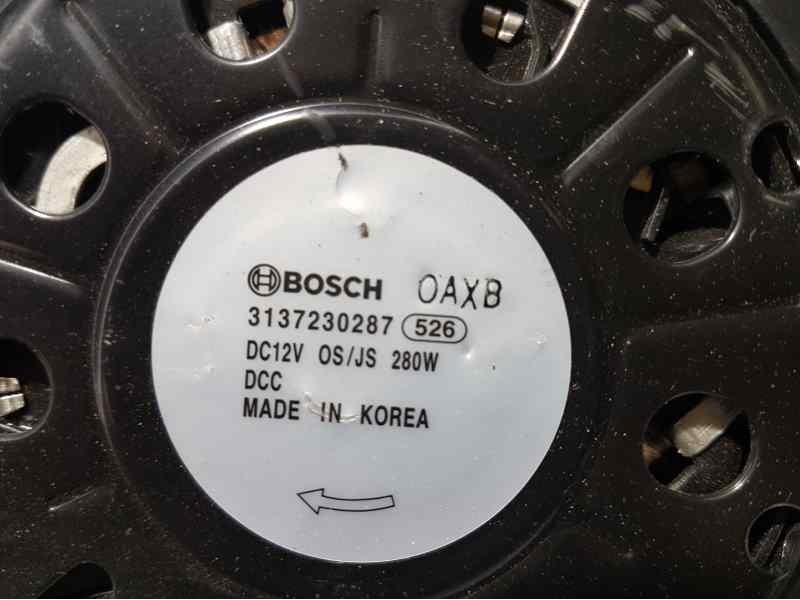 BOSCH OAXB
3137230287 526
DC12V OS/JS 280W
DCC
MADE IN KOREA